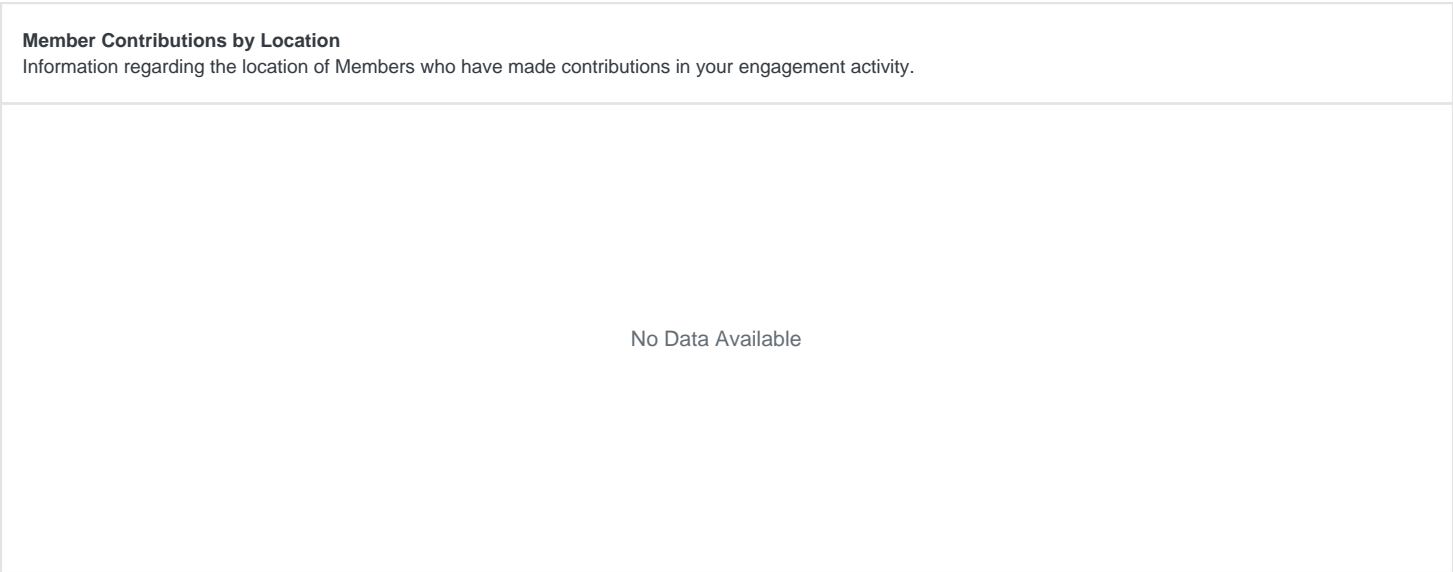 Member Contributions by Location
Information regarding the location of Members who have made contributions in your engagement activity.
No Data Available